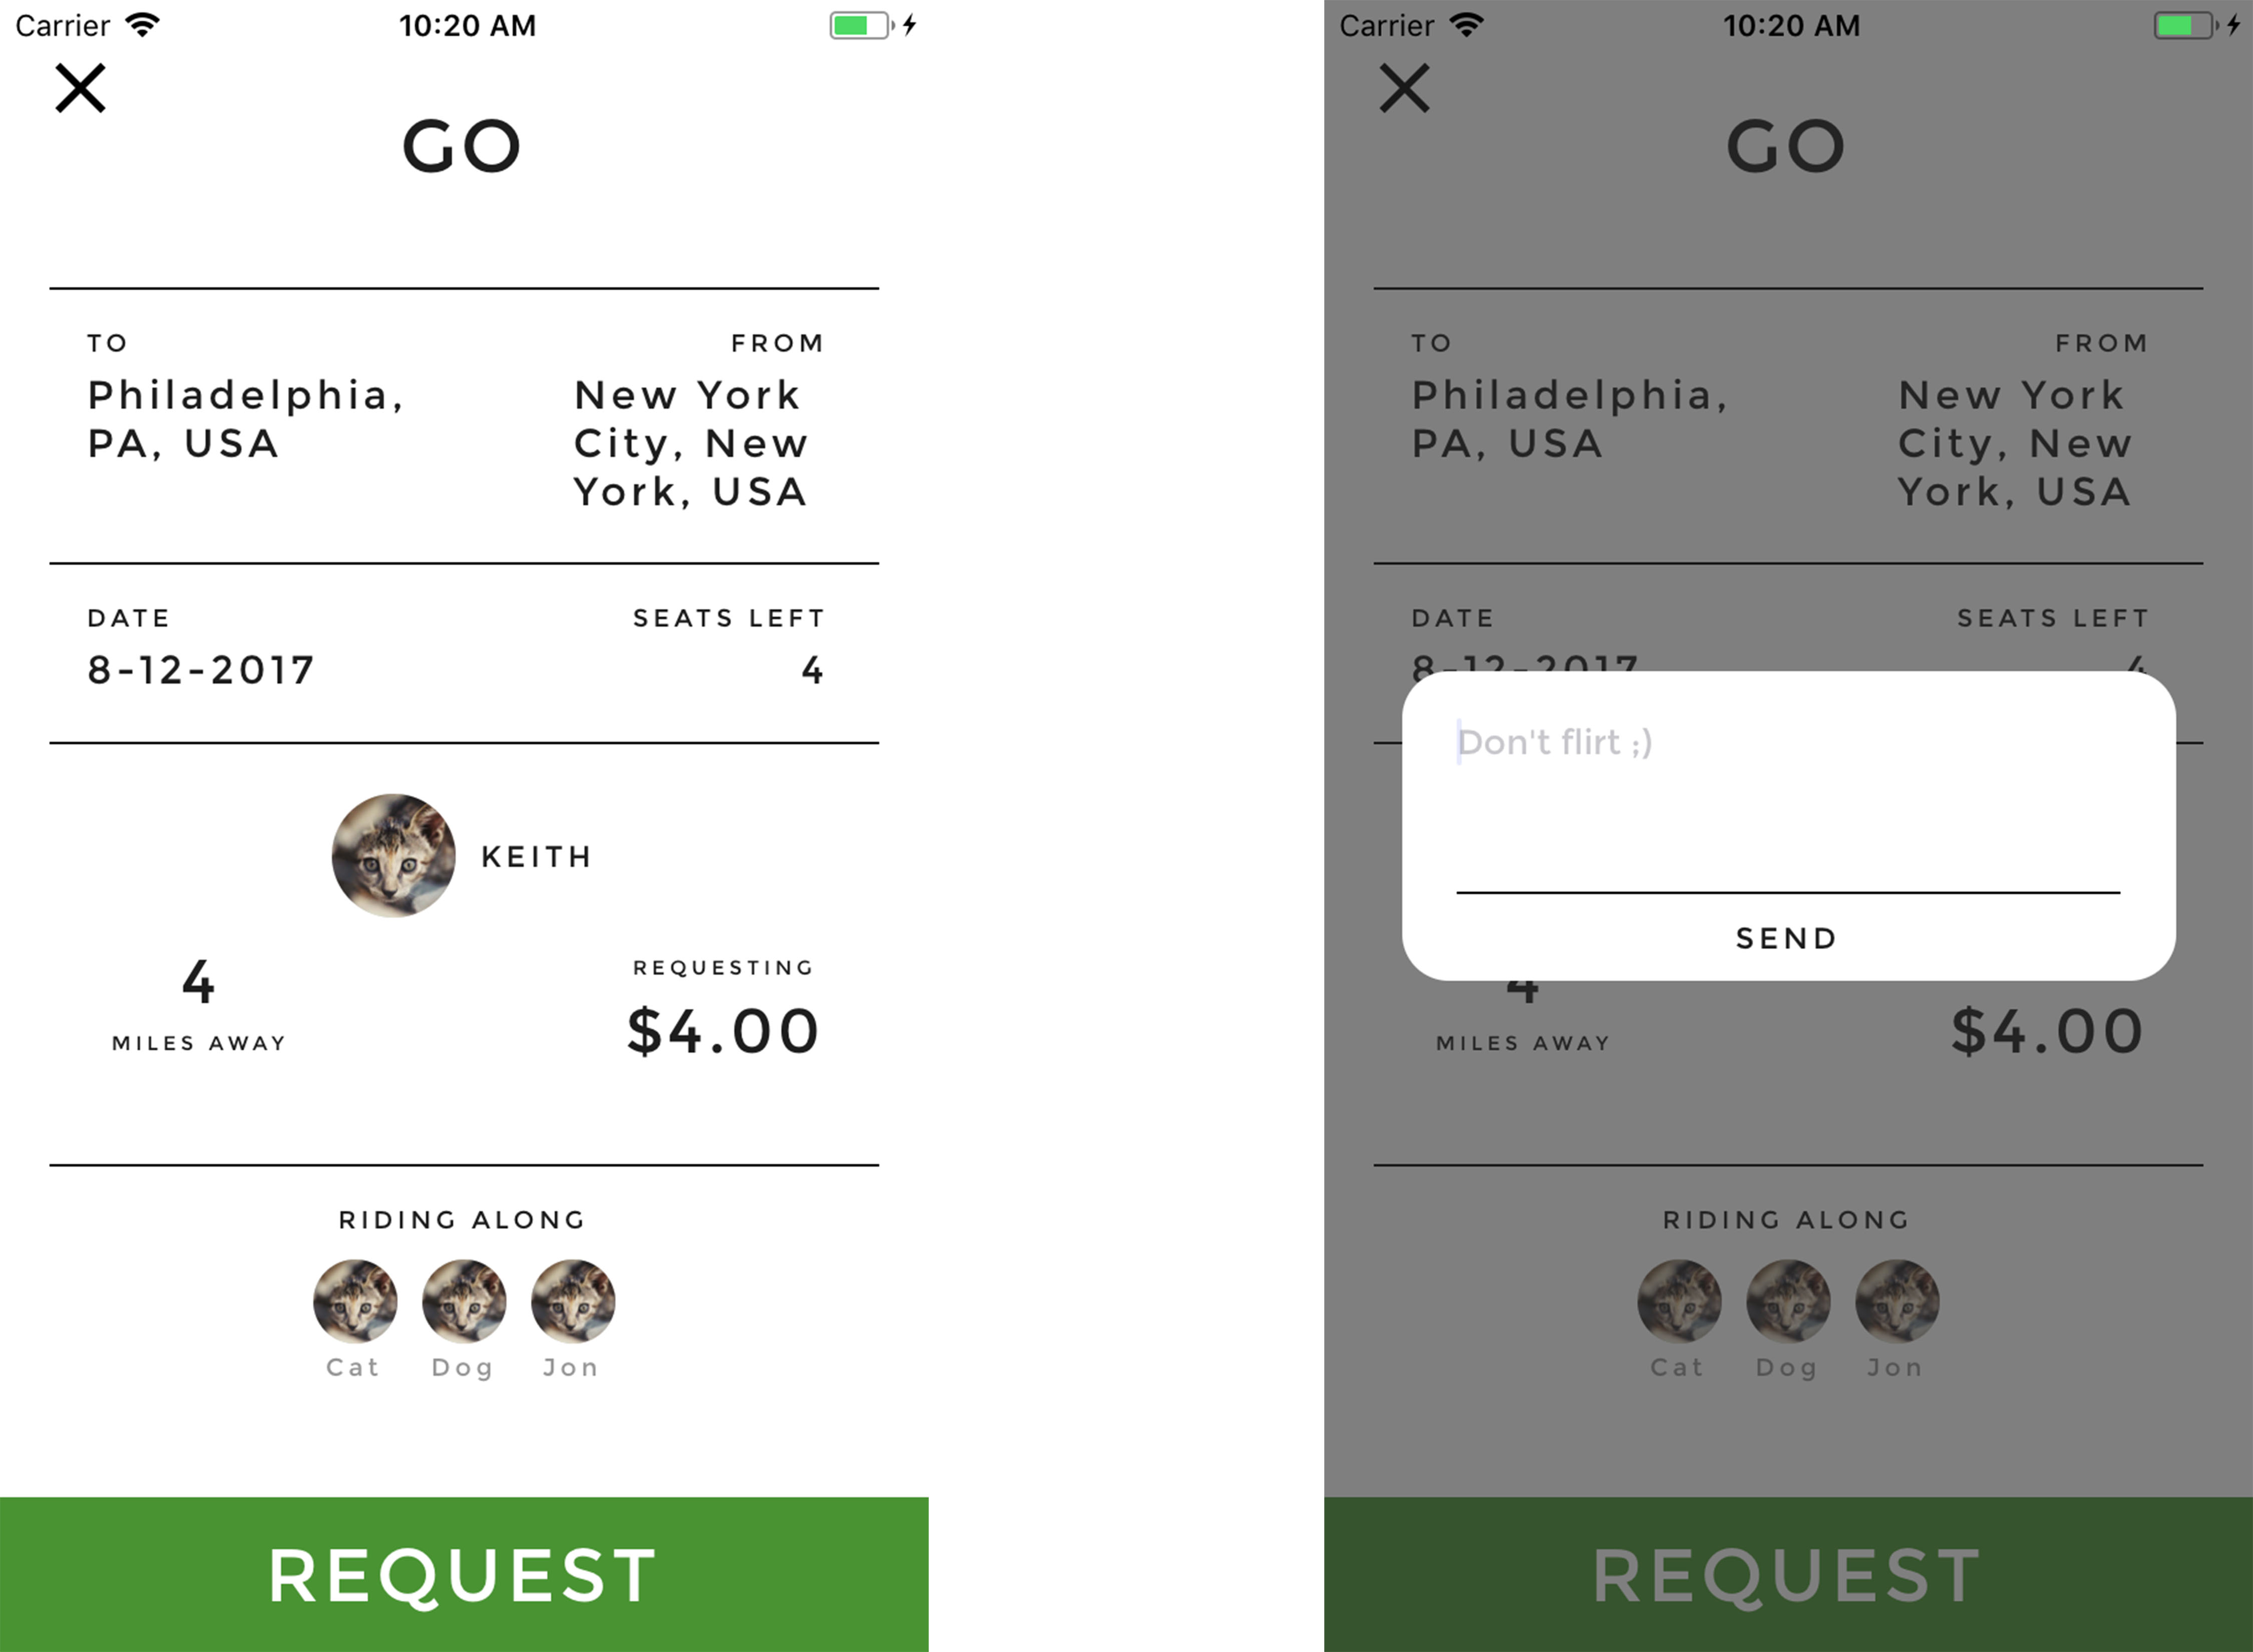 Carrier 10:20 AM
GO
TO FROM
Philadelphia, New York
PA, USA City, New
York, USA
DATE SEATS LEFT
8-12-2017 4
KEITH
4 REQUESTING
MILES AWAY $4.00
RIDING ALONG
Cat Dog Jon
REQUEST
Carrier 10:20 AM
GO
TO FROM
Philadelphia, New York
PA, USA City, New
York, USA
DATE SEATS LEFT
8-12-2017 4
Don't flirt ;)
SEND
4
MILES AWAY $4.00
RIDING ALONG
Cat Dog Jon
REQUEST